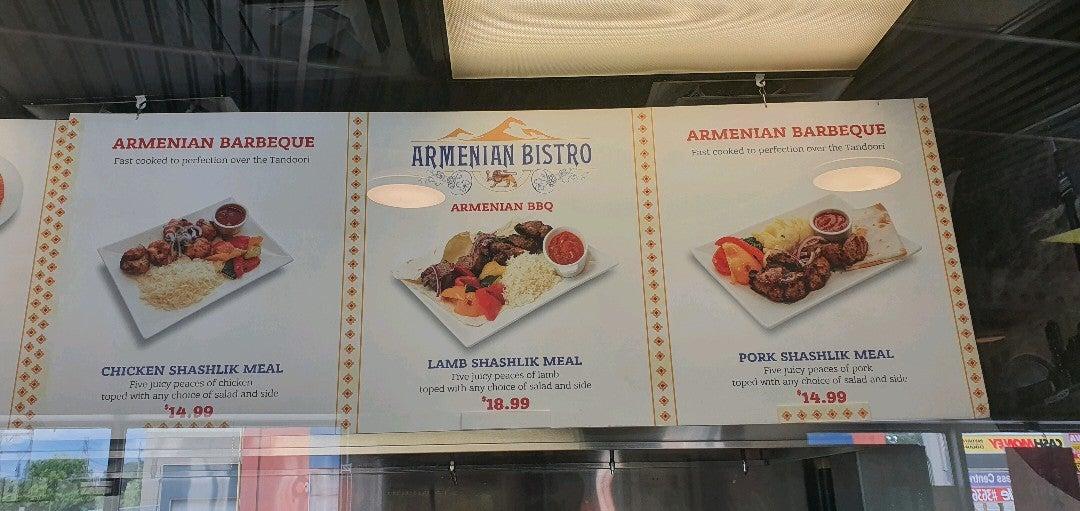 ARMENIAN BARBEQUE
Fast cooked to perfection over the Tandoori
CHICKEN SHASHLIK MEAL
Five juicy peaces of chicken
toped with any choice of salad and side
$14.99
ARMENIAN BISTRO
ARMENIAN BBQ
LAMB SHASHLIK MEAL
Five juicy peaces of lamb
toped with any choice of salad and side
$18.99
ARMENIAN BARBEQUE
Fast cooked to perfection over the Tandoori
PORK SHASHLIK MEAL
Five juicy peaces of pork
toped with any choice of salad and side
$14.99
CASH MONEY